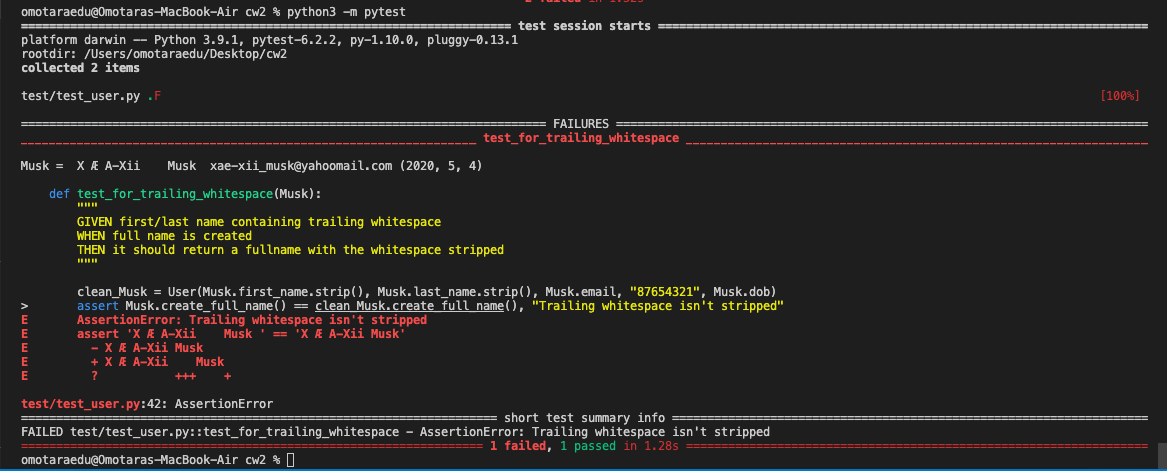 2 failed in 1.32s
omotaraedu@Omotaras-MacBook-Air cw2 % python3 -m pytest
test session starts
platform darwin -- Python 3.9.1, pytest-6.2.2, py-1.10.0, pluggy-0.13.1
rootdir: /Users/omotaraedu/Desktop/cw2
collected 2 items
test/test_user.py .F [100%]
FAILURES
test_for_trailing_whitespace
Musk =  X Æ A-Xii    Musk  xae-xii_musk@yahoomail.com (2020, 5, 4)
    def test_for_trailing_whitespace(Musk):
        """
        GIVEN first/last name containing trailing whitespace
        WHEN full name is created
        THEN it should return a fullname with the whitespace stripped
        """
        clean_Musk = User(Musk.first_name.strip(), Musk.last_name.strip(), Musk.email, "87654321", Musk.dob)
>       assert Musk.create_full_name() == clean_Musk.create_full_name(), "Trailing whitespace isn't stripped"
E       AssertionError: Trailing whitespace isn't stripped
E       assert 'X Æ A-Xii    Musk ' == 'X Æ A-Xii Musk'
E         - X Æ A-Xii Musk
E         + X Æ A-Xii    Musk
E         ?           +++    +
test/test_user.py:42: AssertionError
short test summary info
FAILED test/test_user.py::test_for_trailing_whitespace - AssertionError: Trailing whitespace isn't stripped
1 failed, 1 passed in 1.28s
omotaraedu@Omotaras-MacBook-Air cw2 %